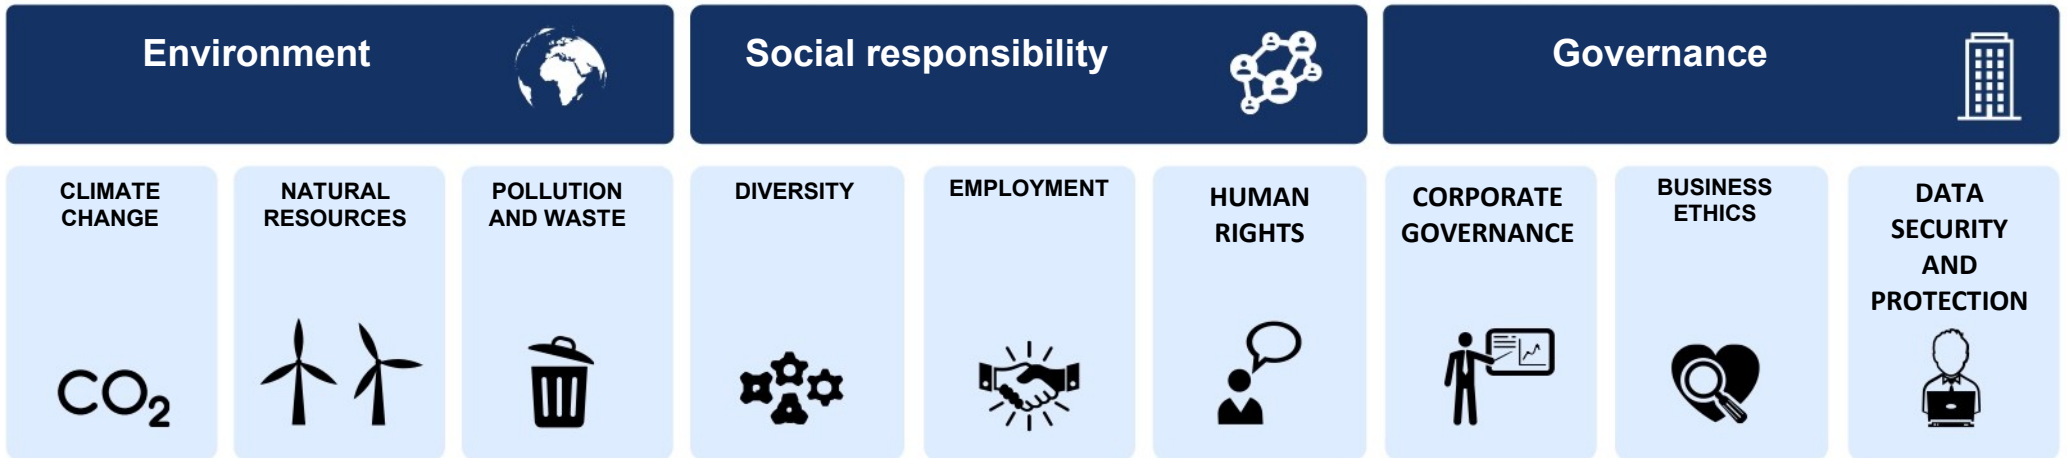 Environment
Social responsibility
Governance
CLIMATE
CHANGE
NATURAL
RESOURCES
POLLUTION
AND WASTE
DIVERSITY
EMPLOYMENT
HUMAN
RIGHTS
CORPORATE
GOVERNANCE
BUSINESS
ETHICS
DATA
SECURITY
AND
PROTECTION
CO2